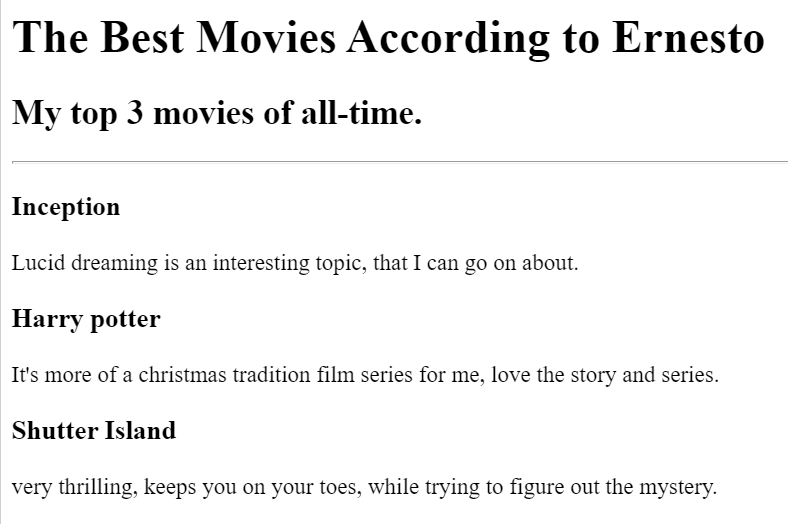 The Best Movies According to Ernesto
My top 3 movies of all-time.
Inception
Lucid dreaming is an interesting topic, that I can go on about.
Harry potter
It's more of a christmas tradition film series for me, love the story and series.
Shutter Island
very thrilling, keeps you on your toes, while trying to figure out the mystery.